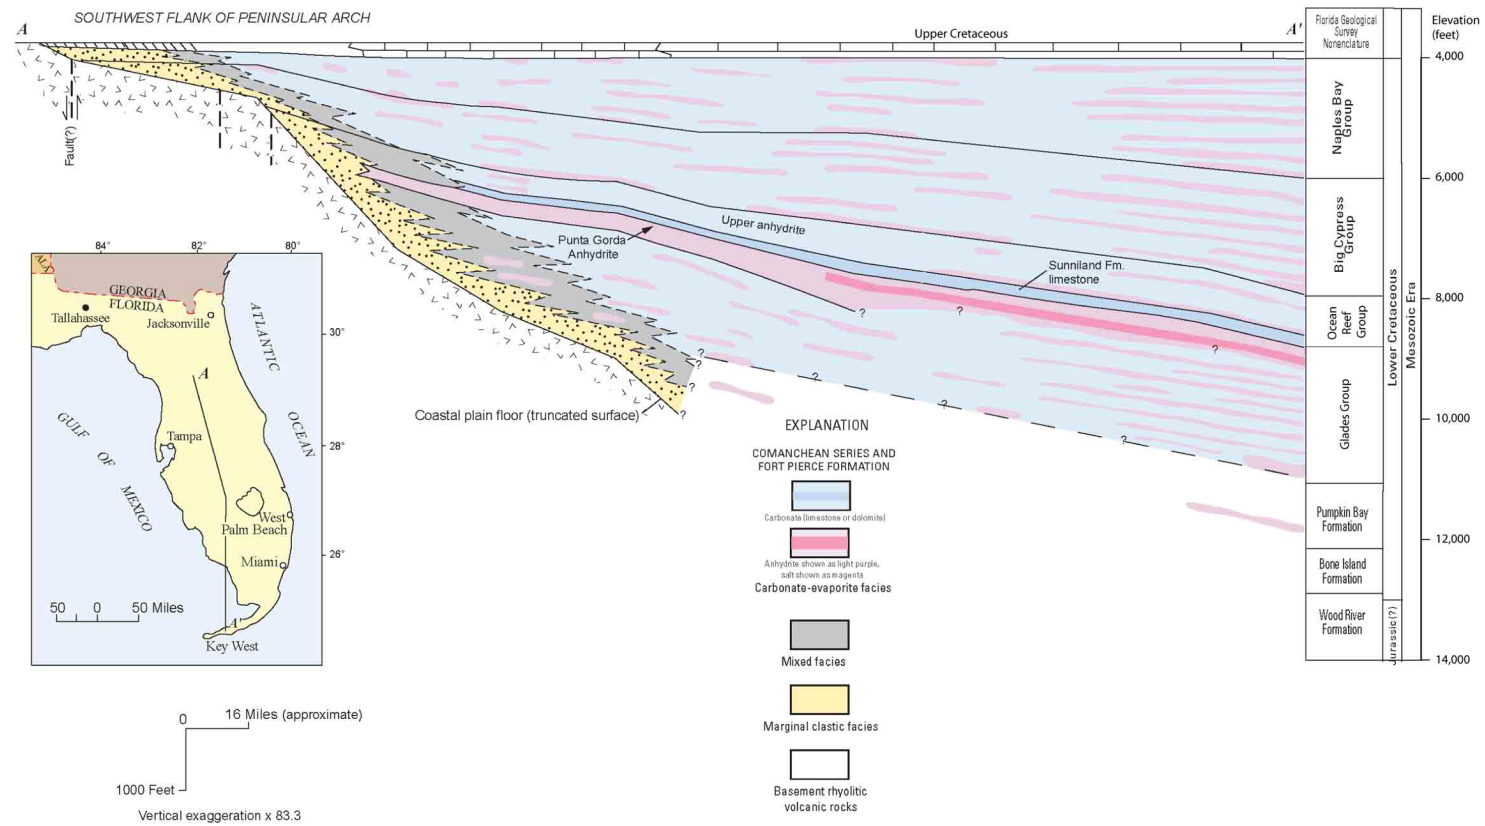 SOUTHWEST FLANK OF PENINSULAR ARCH
A
Upper Cretaceous
A'
Florida Geological
Survey
Nomenclature
Elevation
(feet)
4,000
6,000
8,000
10,000
12,000
14,000
Naples Bay
Group
Big Cypress
Group
Ocean
Reef
Group
Glades Group
Pumpkin Bay
Formation
Bone Island
Formation
Wood River
Formation
Lower Cretaceous
Jurassic(?)
Mesozoic Era
Fault(?)
Upper anhydrite
Punta Gorda
Anhydrite
Sunniland Fm.
limestone
?
?
?
?
?
?
?
?
?
?
?
Coastal plain floor (truncated surface)
84°
82°
80°
ALA
GEORGIA
FLORIDA
Tallahassee
Jacksonville
ATLANTIC
OCEAN
30°
A
GULF
OF
MEXICO
Tampa
28°
West
Palm Beach
Miami
26°
50 0 50 Miles
A'
Key West
0 16 Miles (approximate)
1000 Feet
Vertical exaggeration x 83.3
EXPLANATION
COMANCHEAN SERIES AND
FORT PIERCE FORMATION
Carbonate (limestone or dolomite)
Anhydrite shown as light purple,
salt shown as magenta
Carbonate-evaporite facies
Mixed facies
Marginal clastic facies
Basement rhyolitic
volcanic rocks